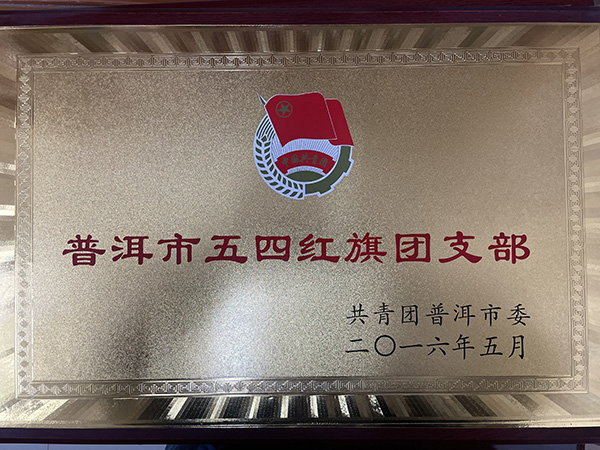 中国共青团
普洱市五四红旗团支部
共青团普洱市委
二〇一六年五月